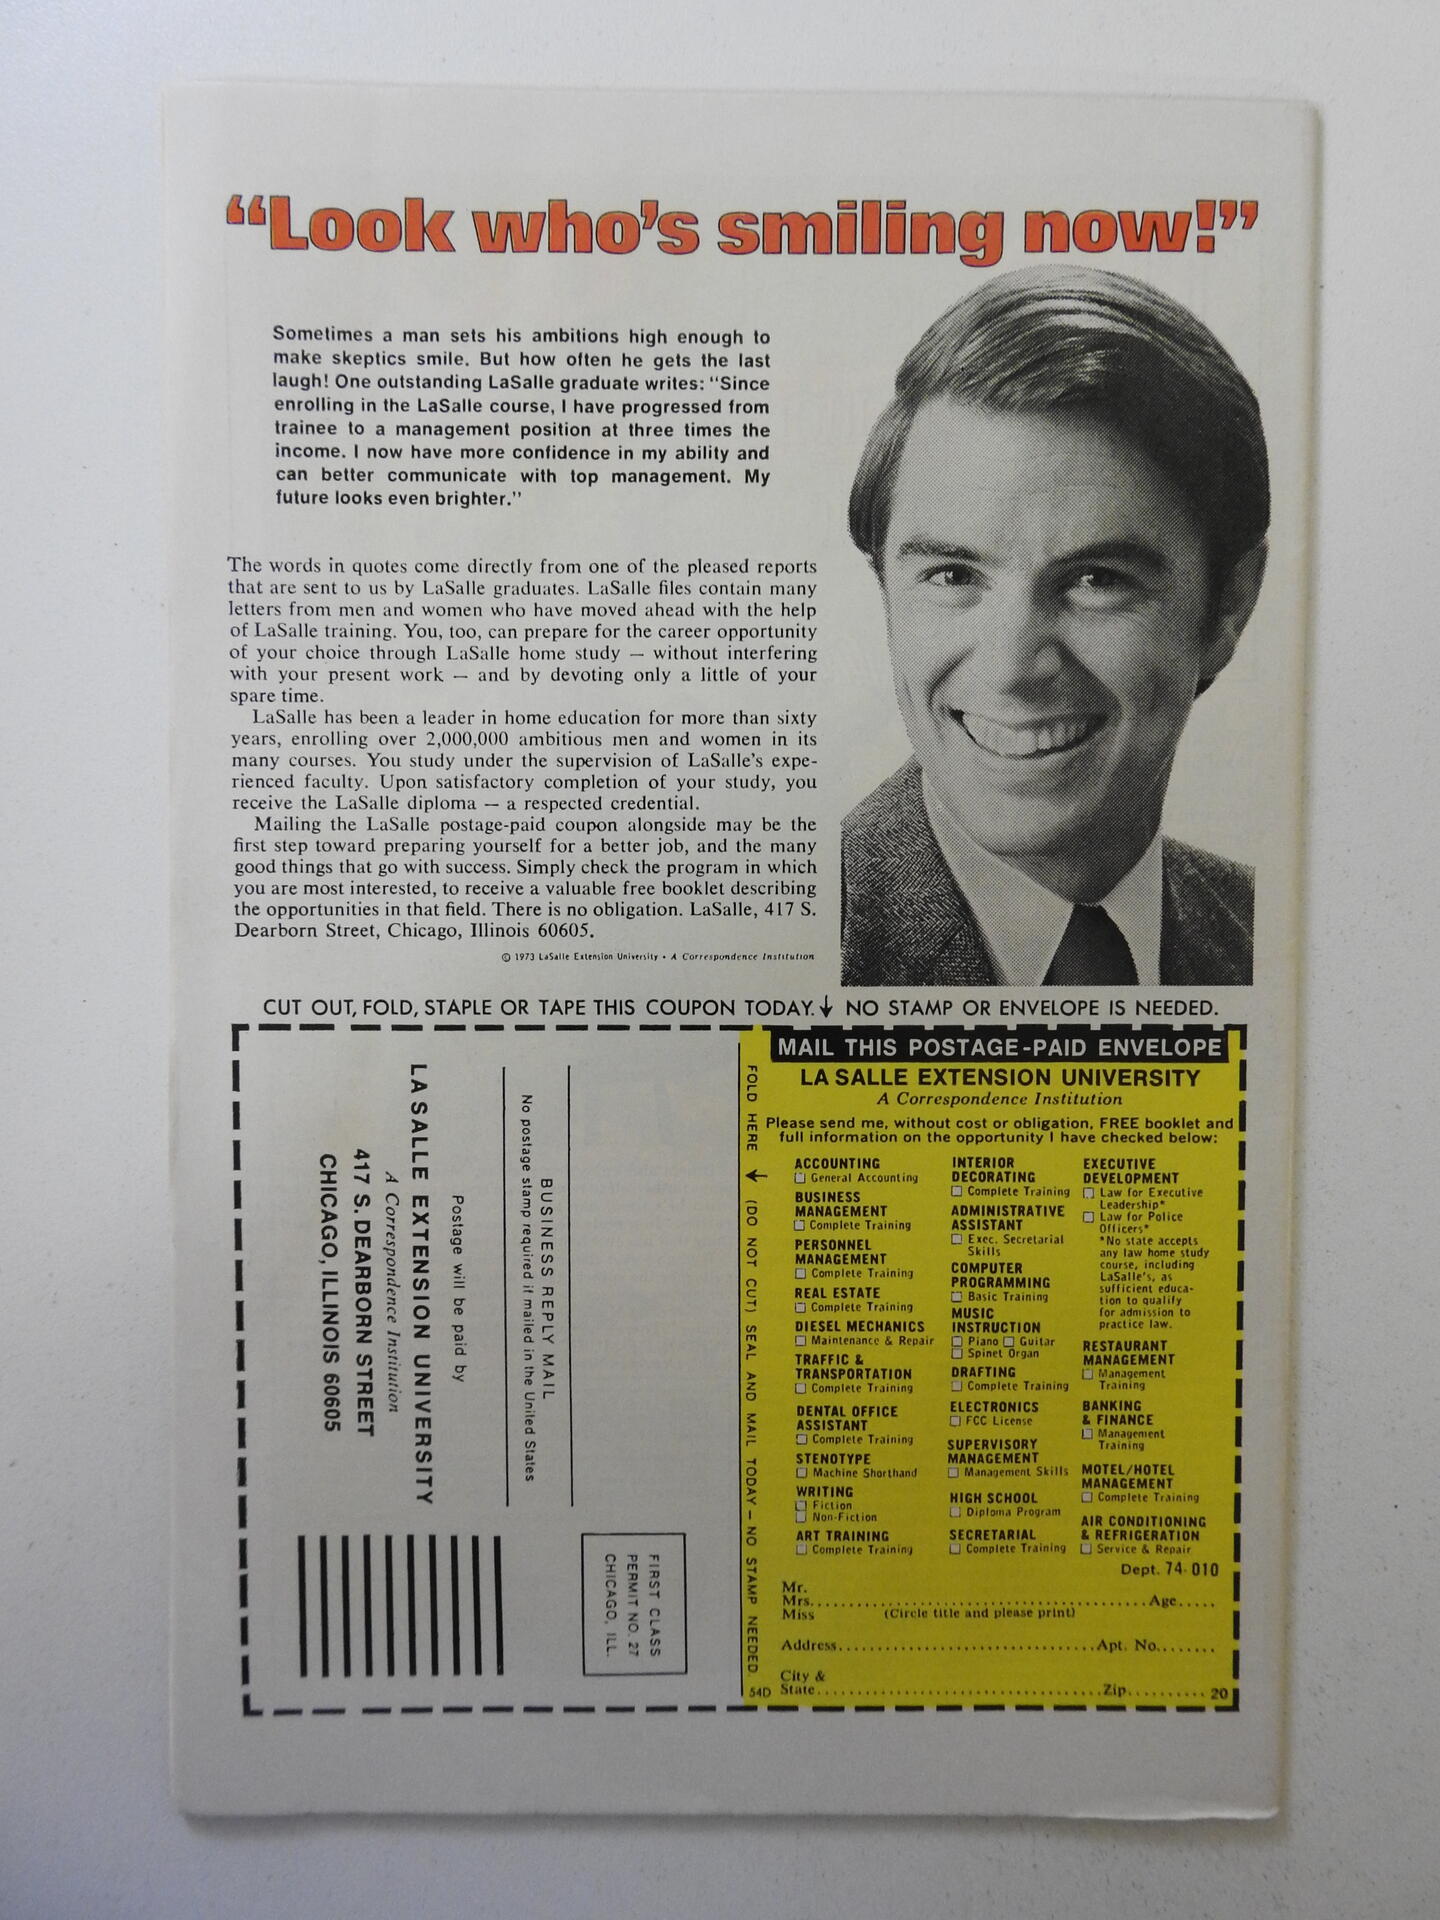 “Look who’s smiling now!”
Sometimes a man sets his ambitions high enough to
make skeptics smile. But how often he gets the last
laugh! One outstanding LaSalle graduate writes: “Since
enrolling in the LaSalle course, I have progressed from
trainee to a management position at three times the
income. I now have more confidence in my ability and
can better communicate with top management. My
future looks even brighter.”
The words in quotes come directly from one of the pleased reports
that are sent to us by LaSalle graduates. LaSalle files contain many
letters from men and women who have moved ahead with the help
of LaSalle training. You, too, can prepare for the career opportunity
of your choice through LaSalle home study — without interfering
with your present work — and by devoting only a little of your
spare time.
LaSalle has been a leader in home education for more than sixty
years, enrolling over 2,000,000 ambitious men and women in its
many courses. You study under the supervision of LaSalle’s expe-
rienced faculty. Upon satisfactory completion of your study, you
receive the LaSalle diploma — a respected credential.
Mailing the LaSalle postage-paid coupon alongside may be the
first step toward preparing yourself for a better job, and the many
good things that go with success. Simply check the program in which
you are most interested, to receive a valuable free booklet describing
the opportunities in that field. There is no obligation. LaSalle, 417 S.
Dearborn Street, Chicago, Illinois 60605.
© 1973 LaSalle Extension University • A Correspondence Institution
CUT OUT, FOLD, STAPLE OR TAPE THIS COUPON TODAY. ↓ NO STAMP OR ENVELOPE IS NEEDED.
FIRST CLASS
PERMIT NO. 27
CHICAGO, ILL.
BUSINESS REPLY MAIL
No postage stamp required if mailed in the United States
Postage will be paid by
LA SALLE EXTENSION UNIVERSITY
A Correspondence Institution
417 S. DEARBORN STREET
CHICAGO, ILLINOIS 60605
FOLD HERE ↓ (DO NOT CUT) SEAL AND MAIL TODAY — NO STAMP NEEDED.
54D
MAIL THIS POSTAGE-PAID ENVELOPE
LA SALLE EXTENSION UNIVERSITY
A Correspondence Institution
Please send me, without cost or obligation, FREE booklet and
full information on the opportunity I have checked below:
ACCOUNTING
☐ General Accounting
BUSINESS
MANAGEMENT
☐ Complete Training
PERSONNEL
MANAGEMENT
☐ Complete Training
REAL ESTATE
☐ Complete Training
DIESEL MECHANICS
☐ Maintenance & Repair
TRAFFIC &
TRANSPORTATION
☐ Complete Training
DENTAL OFFICE
ASSISTANT
☐ Complete Training
STENOTYPE
☐ Machine Shorthand
WRITING
☐ Fiction
☐ Non-Fiction
ART TRAINING
☐ Complete Training
INTERIOR
DECORATING
☐ Complete Training
ADMINISTRATIVE
ASSISTANT
☐ Exec. Secretarial
Skills
COMPUTER
PROGRAMMING
☐ Basic Training
MUSIC
INSTRUCTION
☐ Piano ☐ Guitar
☐ Spinet Organ
DRAFTING
☐ Complete Training
ELECTRONICS
☐ FCC License
SUPERVISORY
MANAGEMENT
☐ Management Skills
HIGH SCHOOL
☐ Diploma Program
SECRETARIAL
☐ Complete Training
EXECUTIVE
DEVELOPMENT
☐ Law for Executive
Leadership*
☐ Law for Police
Officers*
*No state accepts
any law home study
course, including
LaSalle's, as
sufficient educa-
tion to qualify
for admission to
practice law.
RESTAURANT
MANAGEMENT
☐ Management
Training
BANKING
& FINANCE
☐ Management
Training
MOTEL/HOTEL
MANAGEMENT
☐ Complete Training
AIR CONDITIONING
& REFRIGERATION
☐ Service & Repair
Dept. 74-010
Mr.
Mrs. Age
Miss (Circle title and please print)
Address Apt. No.
City &
State Zip 20